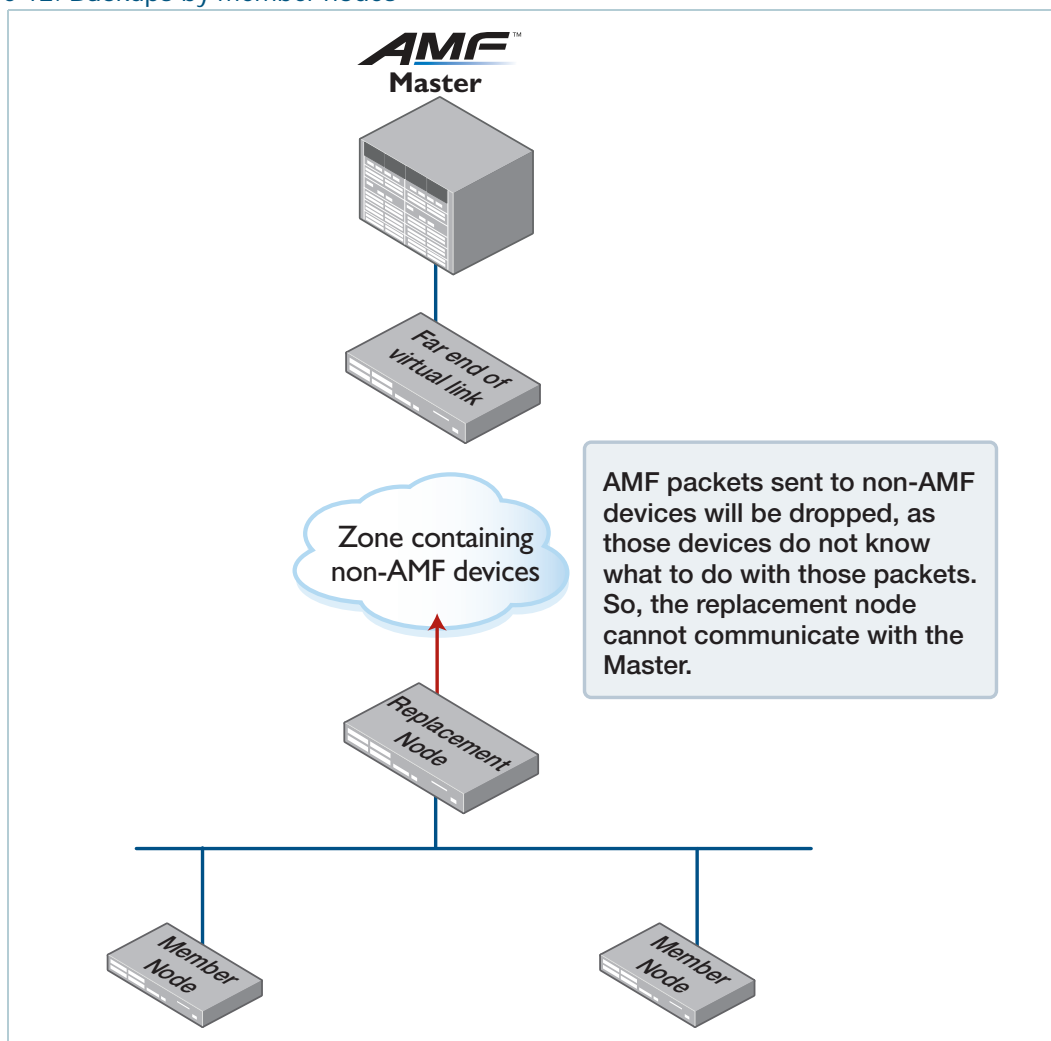 AMF™
Master
Far end of
virtual link
AMF packets sent to non-AMF
devices will be dropped, as
those devices do not know
what to do with those packets.
So, the replacement node
cannot communicate with the
Master.
Zone containing
non-AMF devices
Replacement
Node
Member
Node
Member
Node